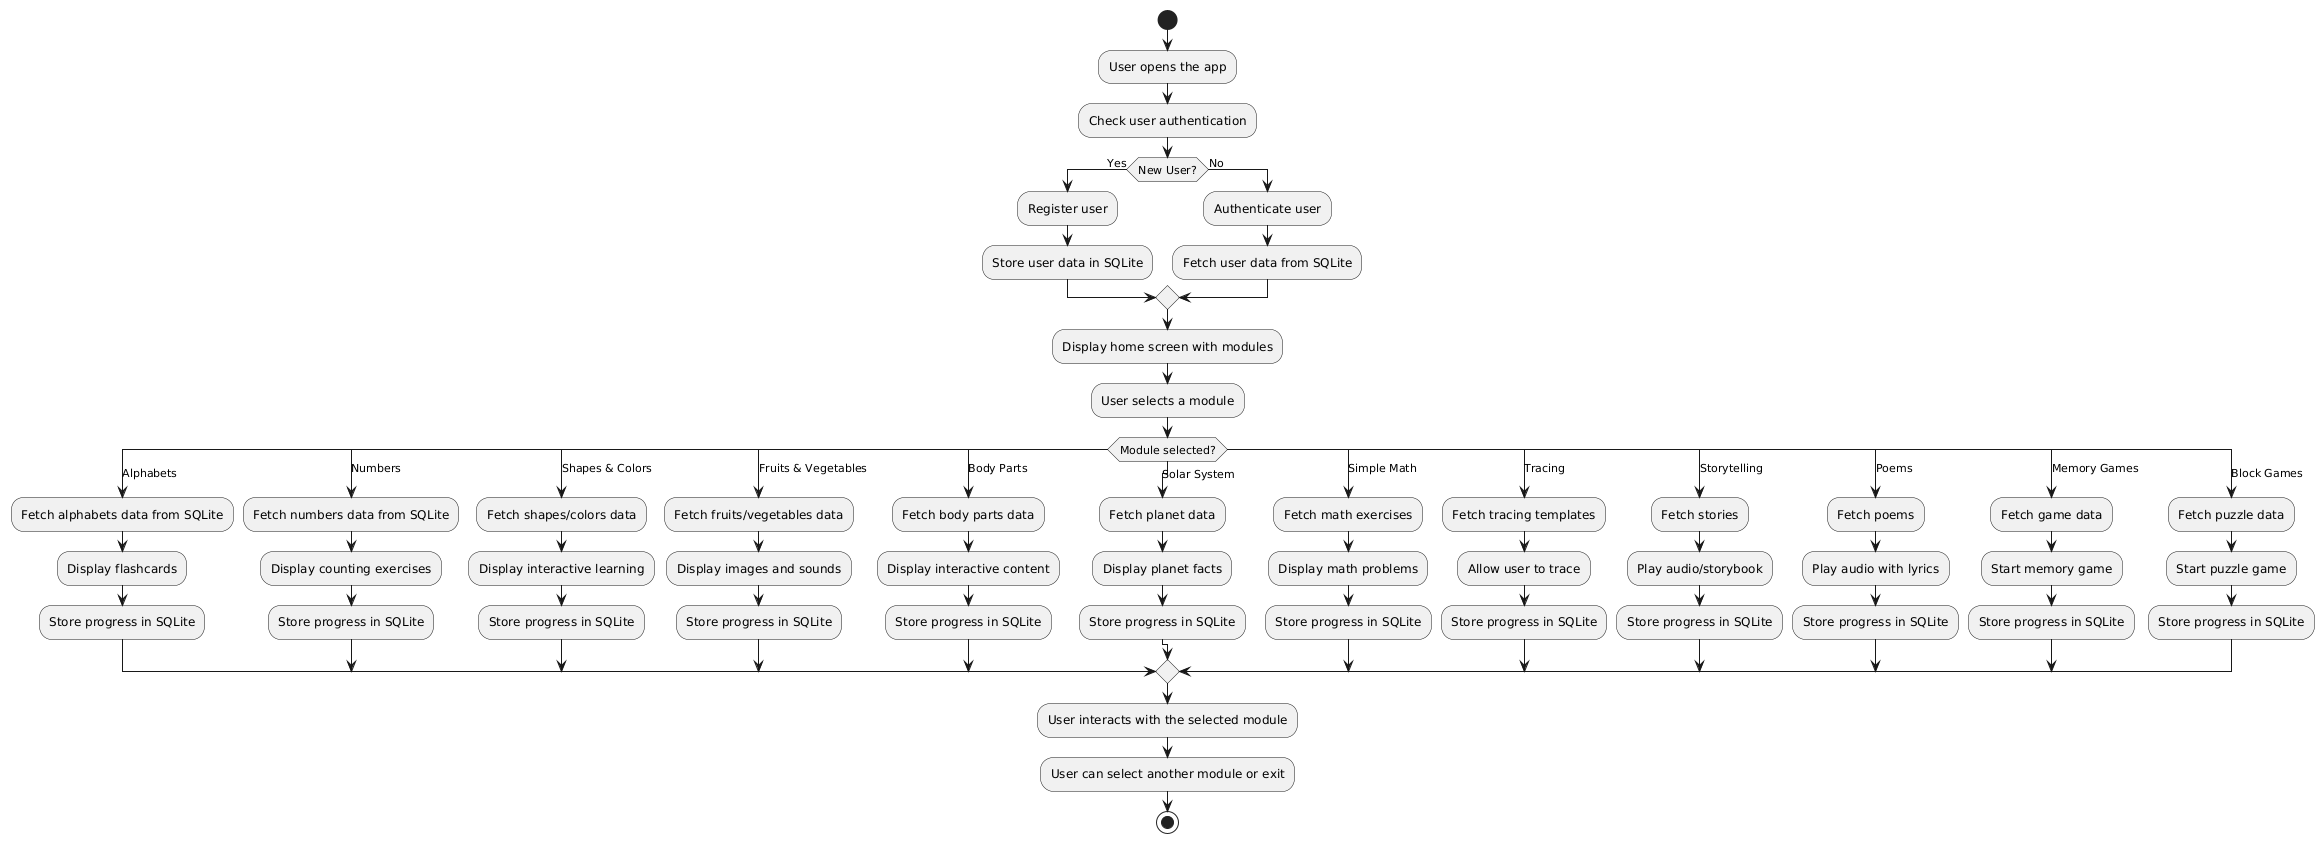 User opens the app
Check user authentication
Yes
New User?
No
Register user
Authenticate user
Store user data in SQLite
Fetch user data from SQLite
Display home screen with modules
User selects a module
Module selected?
Alphabets
Numbers
Shapes & Colors
Fruits & Vegetables
Body Parts
Solar System
Simple Math
Tracing
Storytelling
Poems
Memory Games
Block Games
Fetch alphabets data from SQLite
Fetch numbers data from SQLite
Fetch shapes/colors data
Fetch fruits/vegetables data
Fetch body parts data
Fetch planet data
Fetch math exercises
Fetch tracing templates
Fetch stories
Fetch poems
Fetch game data
Fetch puzzle data
Display flashcards
Display counting exercises
Display interactive learning
Display images and sounds
Display interactive content
Display planet facts
Display math problems
Allow user to trace
Play audio/storybook
Play audio with lyrics
Start memory game
Start puzzle game
Store progress in SQLite
Store progress in SQLite
Store progress in SQLite
Store progress in SQLite
Store progress in SQLite
Store progress in SQLite
Store progress in SQLite
Store progress in SQLite
Store progress in SQLite
Store progress in SQLite
Store progress in SQLite
Store progress in SQLite
User interacts with the selected module
User can select another module or exit